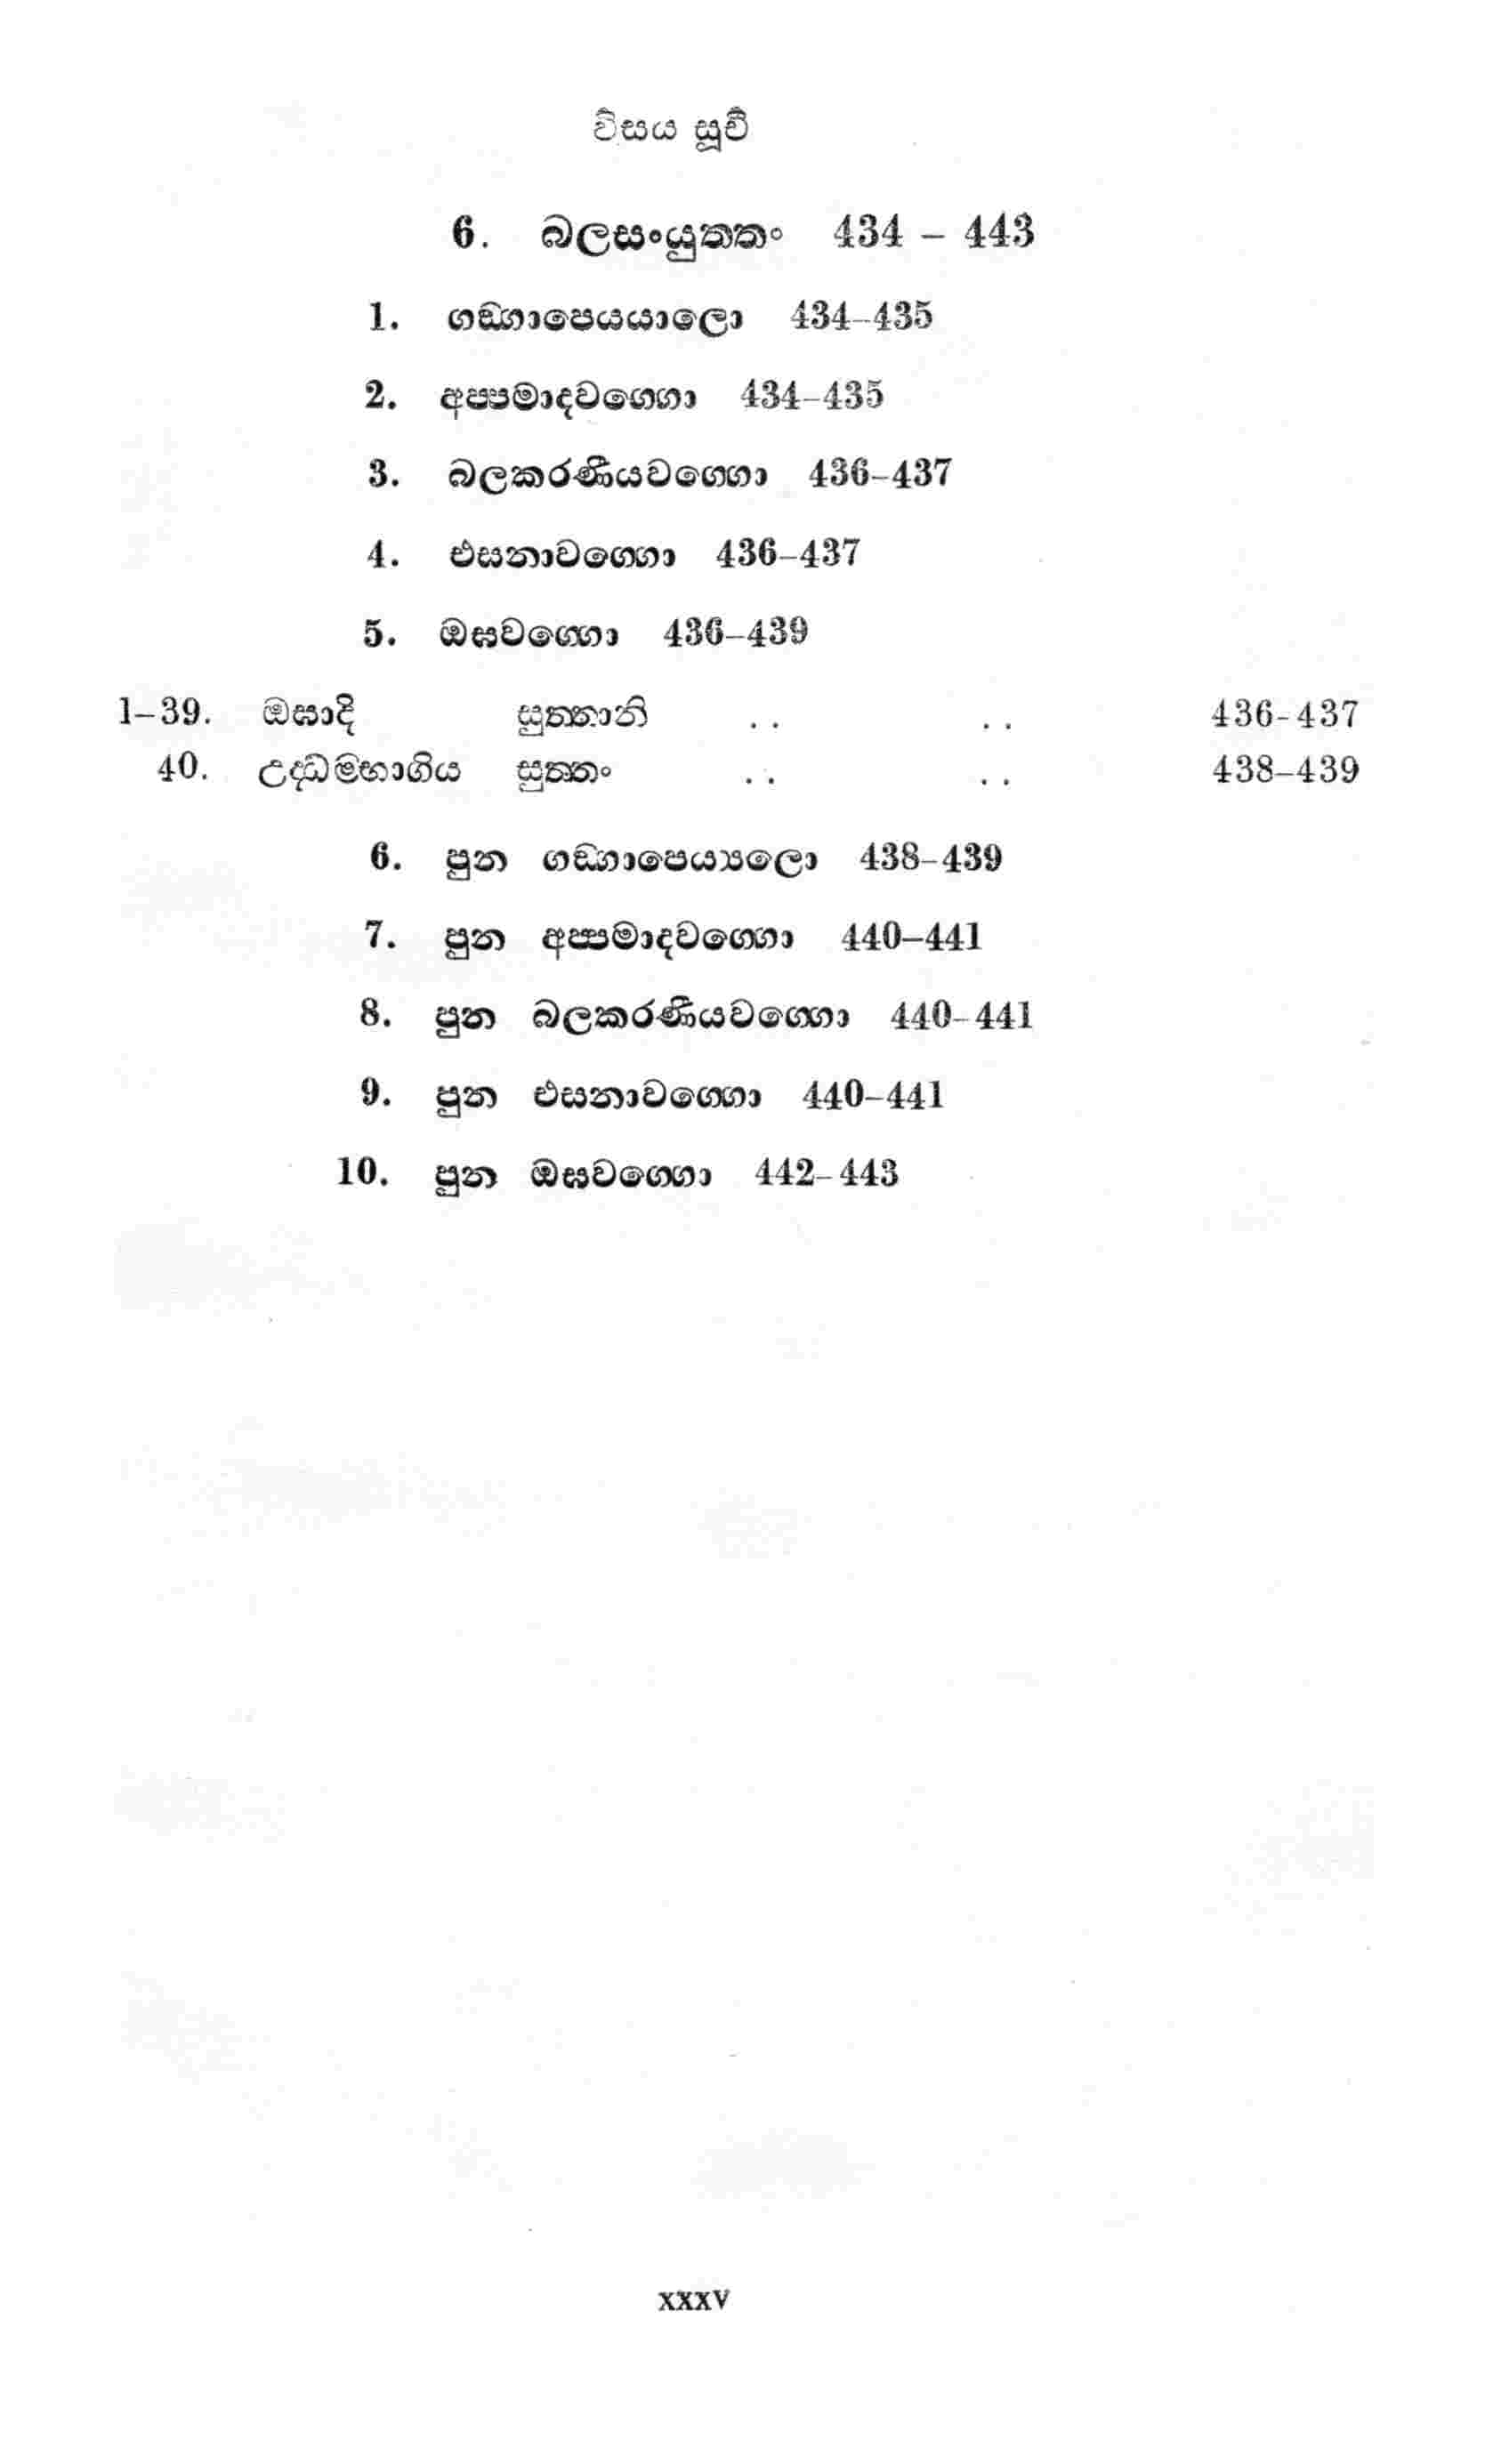 විසය සූචී
6. බලසංයුත්තං 434 – 443
1. ගඞ්ගාපෙය්යාලො 434–435
2. අප්පමාදවග්ගො 434–435
3. බලකරණීයවග්ගො 436–437
4. එසනාවග්ගො 436–437
5. ඔඝවග්ගො 436–439
1–39. ඔඝාදි සුත්තානි . . . . 436-437
40. උද්ධම්භාගිය සුත්තං . . . . 438–439
6. පුන ගඞ්ගාපෙය්‍යාලො 438–439
7. පුන අප්පමාදවග්ගො 440–441
8. පුන බලකරණීයවග්ගො 440–441
9. පුන එසනාවග්ගො 440–441
10. පුන ඔඝවග්ගො 442–443
xxxv